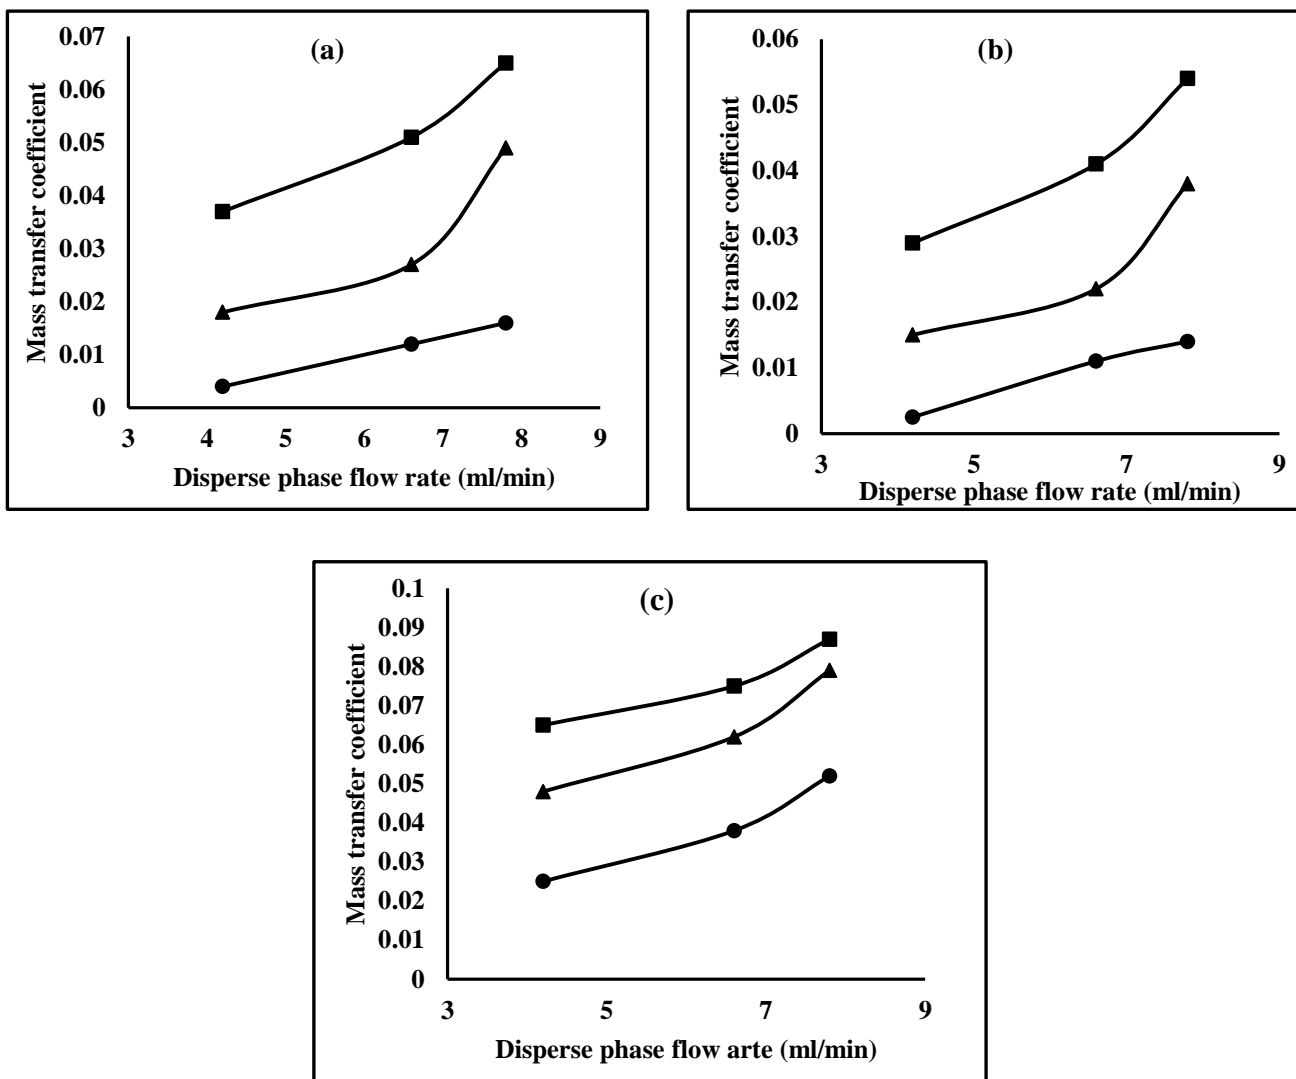 (a)
Mass transfer coefficient
0.07
0.06
0.05
0.04
0.03
0.02
0.01
0
3 4 5 6 7 8 9
Disperse phase flow rate (ml/min)
(b)
Mass transfer coefficient
0.06
0.05
0.04
0.03
0.02
0.01
0
3 5 7 9
Disperse phase flow rate (ml/min)
(c)
Mass transfer coefficient
0.1
0.09
0.08
0.07
0.06
0.05
0.04
0.03
0.02
0.01
0
3 5 7 9
Disperse phase flow arte (ml/min)